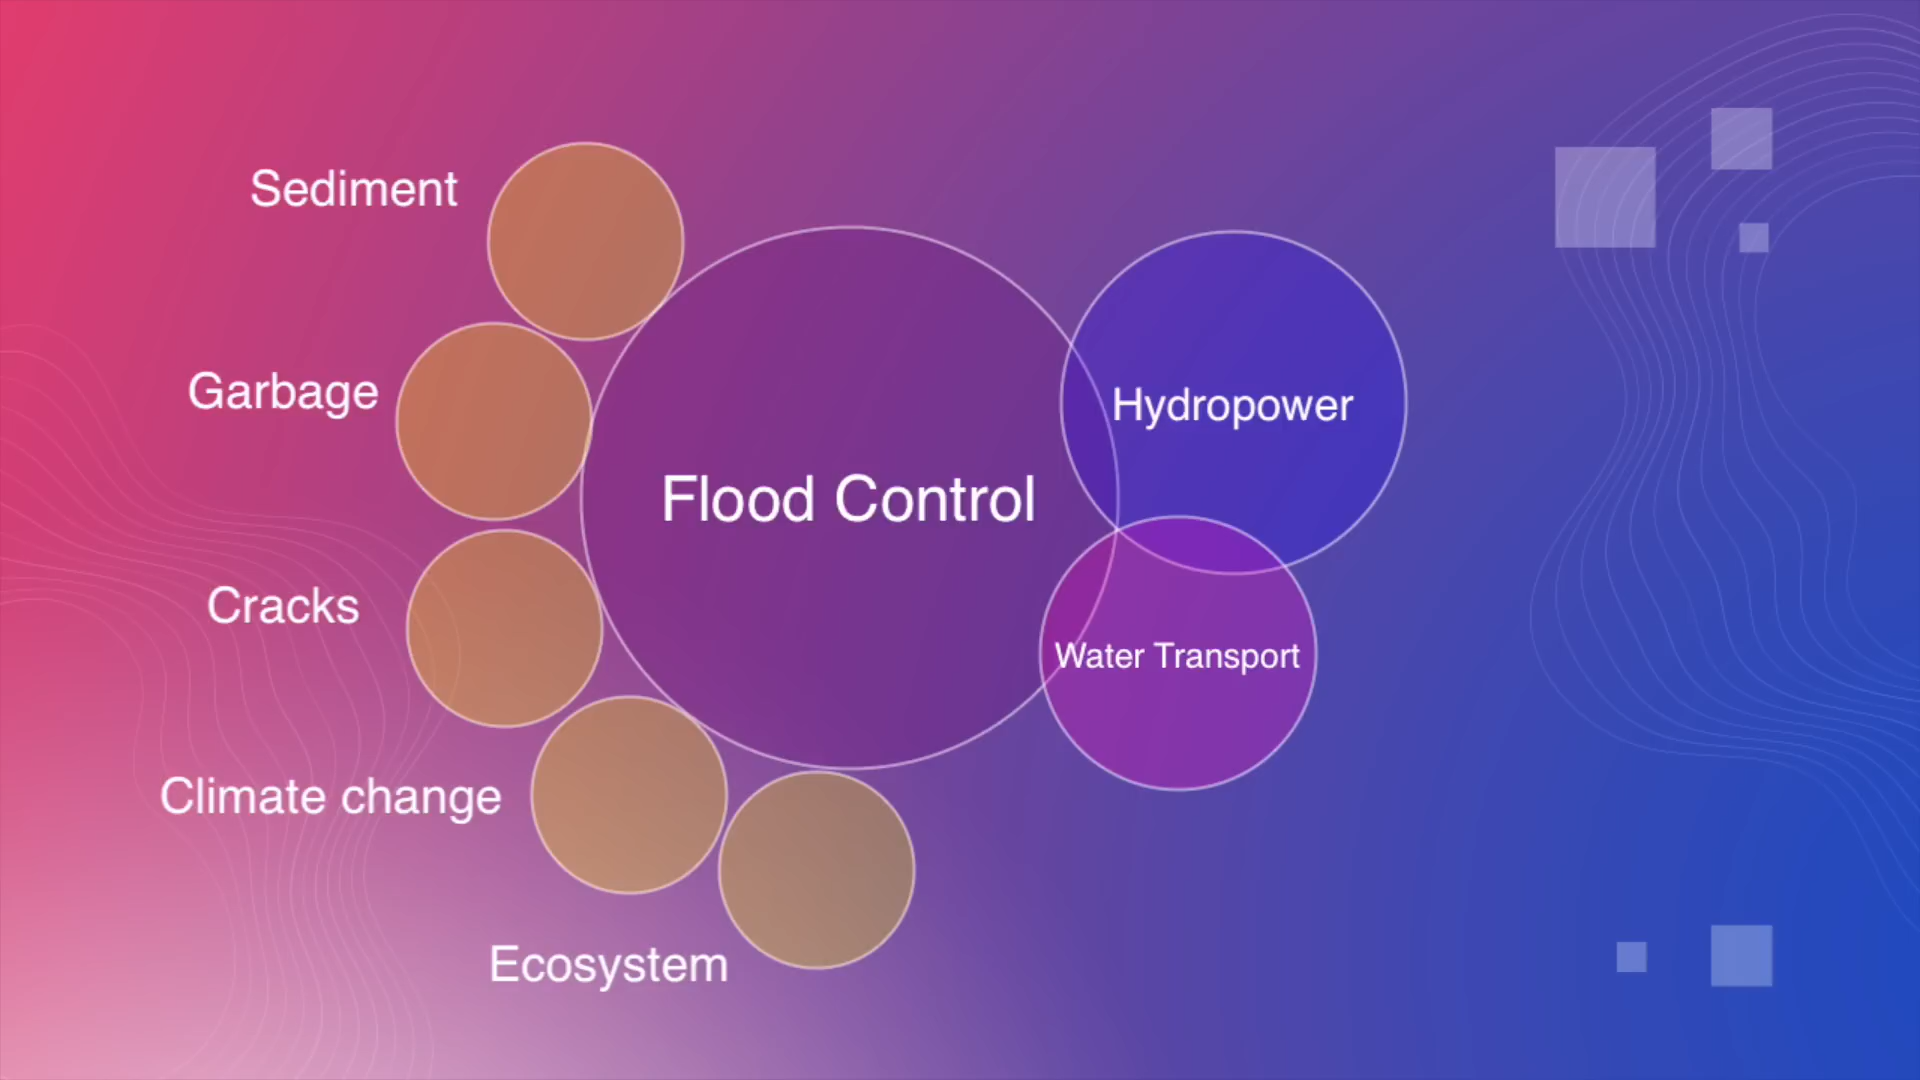 Sediment
Garbage
Hydropower
Flood Control
Cracks
Water Transport
Climate change
Ecosystem